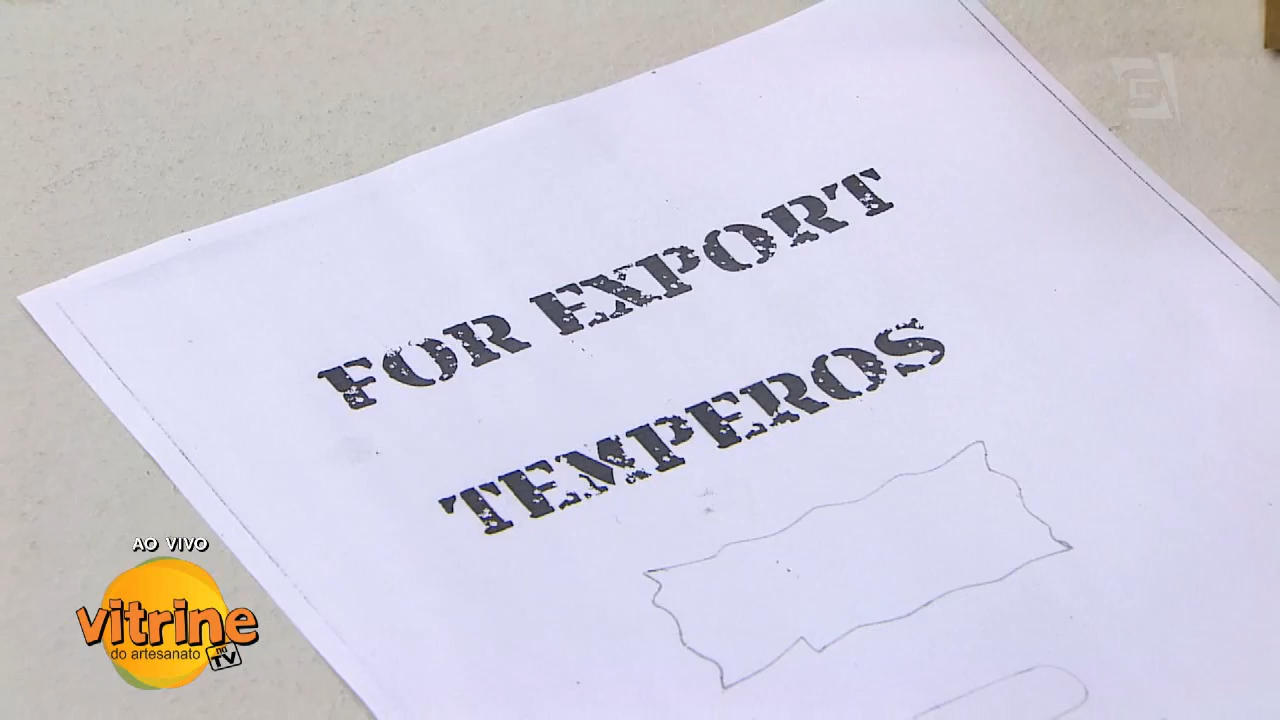 FOR EXPORT
TEMPEROS
AO VIVO
vitrine
do artesanato
na
TV